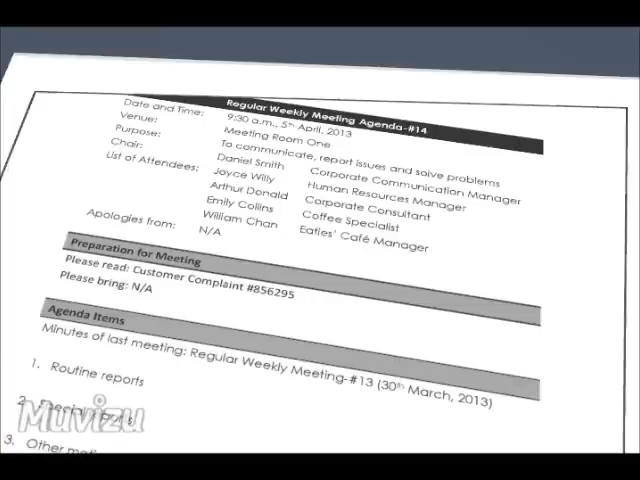 Regular Weekly Meeting Agenda-#14
Date and Time: 9:30 a.m., 5th April, 2013
Venue: Meeting Room One
Purpose: To communicate, report issues and solve problems
Chair: Daniel Smith Corporate Communication Manager
List of Attendees: Joyce Willy Human Resources Manager
Arthur Donald Corporate Consultant
Emily Collins Coffee Specialist
William Chan Eaties' Café Manager
Apologies from: N/A
Preparation for Meeting
Please read: Customer Complaint #856295
Please bring: N/A
Agenda Items
Minutes of last meeting: Regular Weekly Meeting-#13 (30th March, 2013)
1. Routine reports
2.
3. Other
Muvizu